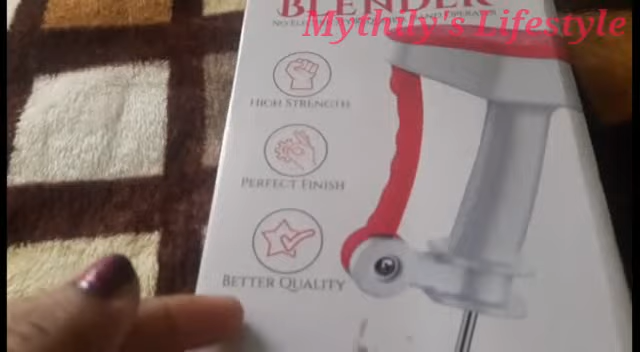 BLENDER
Mythily's Lifestyle
HIGH STRENGTH
PERFECT FINISH
BETTER QUALITY